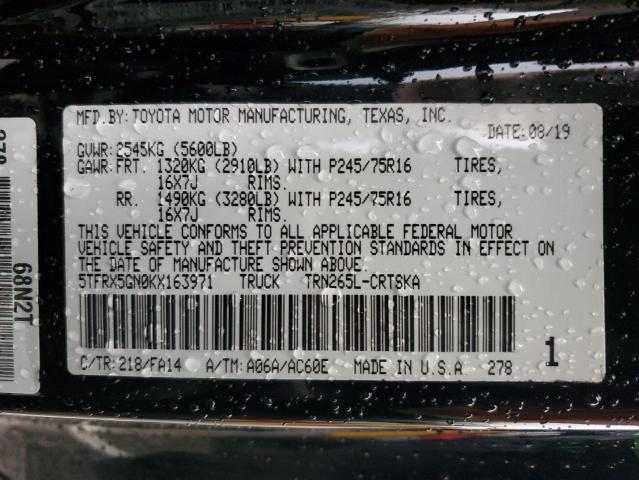 MFD.BY:TOYOTA MOTOR MANUFACTURING, TEXAS, INC.
DATE:08/19
GVWR:2545KG (5600LB)
GAWR:FRT. 1320KG (2910LB) WITH P245/75R16 TIRES,
16X7J RIMS.
RR. 1490KG (3280LB) WITH P245/75R16 TIRES,
16X7J RIMS.
THIS VEHICLE CONFORMS TO ALL APPLICABLE FEDERAL MOTOR
VEHICLE SAFETY AND THEFT PREVENTION STANDARDS IN EFFECT ON
THE DATE OF MANUFACTURE SHOWN ABOVE.
5TFRX5GN0KX163971 TRUCK TRN265L-CRTSKA
C/TR:218/FA14 A/TM:A06A/AC60E MADE IN U.S.A 278
1
68N2T